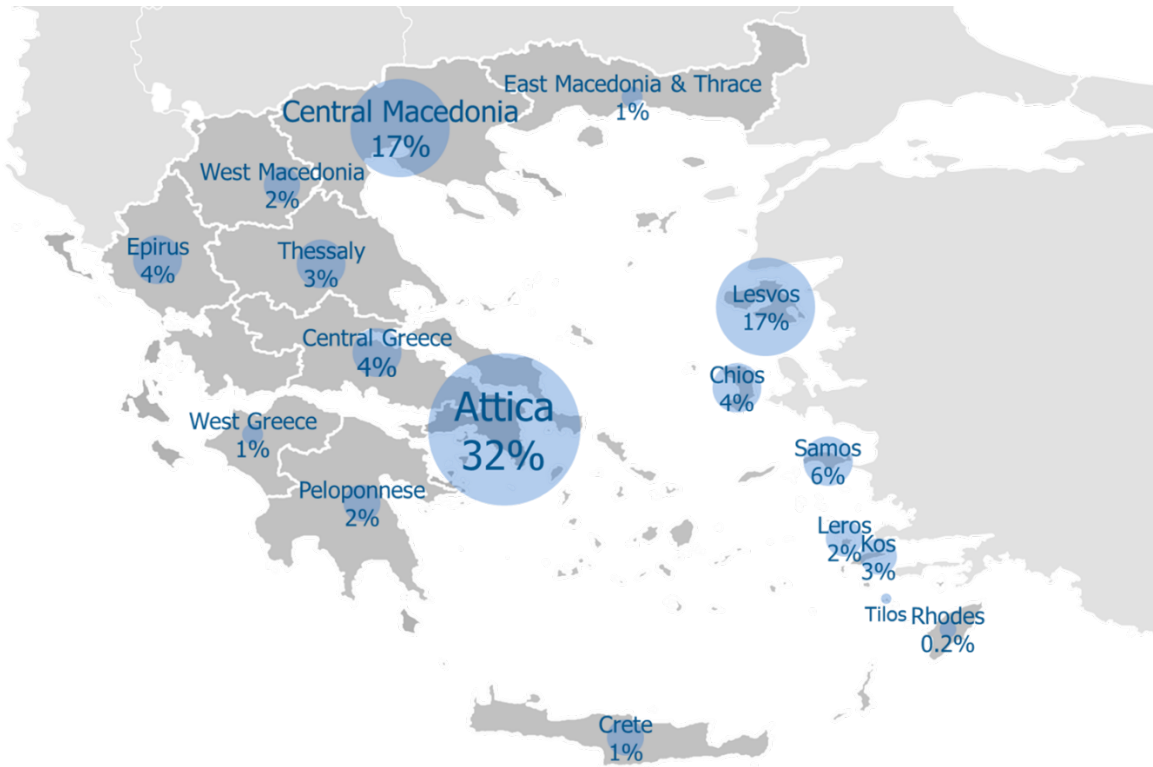 East Macedonia & Thrace
1%
Central Macedonia
17%
West Macedonia
2%
Epirus
4%
Thessaly
3%
Lesvos
17%
Central Greece
4%
Chios
4%
Attica
32%
West Greece
1%
Samos
6%
Peloponnese
2%
Leros
2%
Kos
3%
Tilos
Rhodes
0.2%
Crete
1%